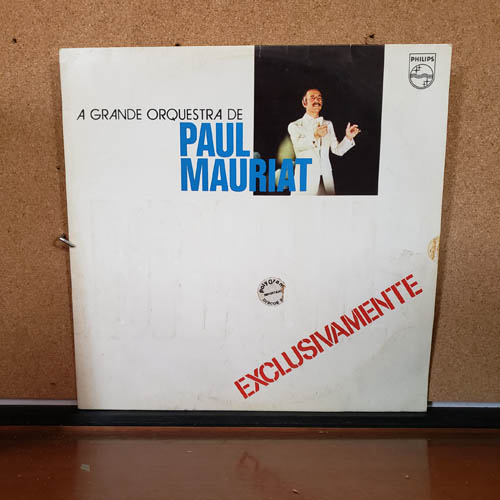 PHILIPS
A GRANDE ORQUESTRA DE
PAUL
MAURIAT
EXCLUSIVAMENTE